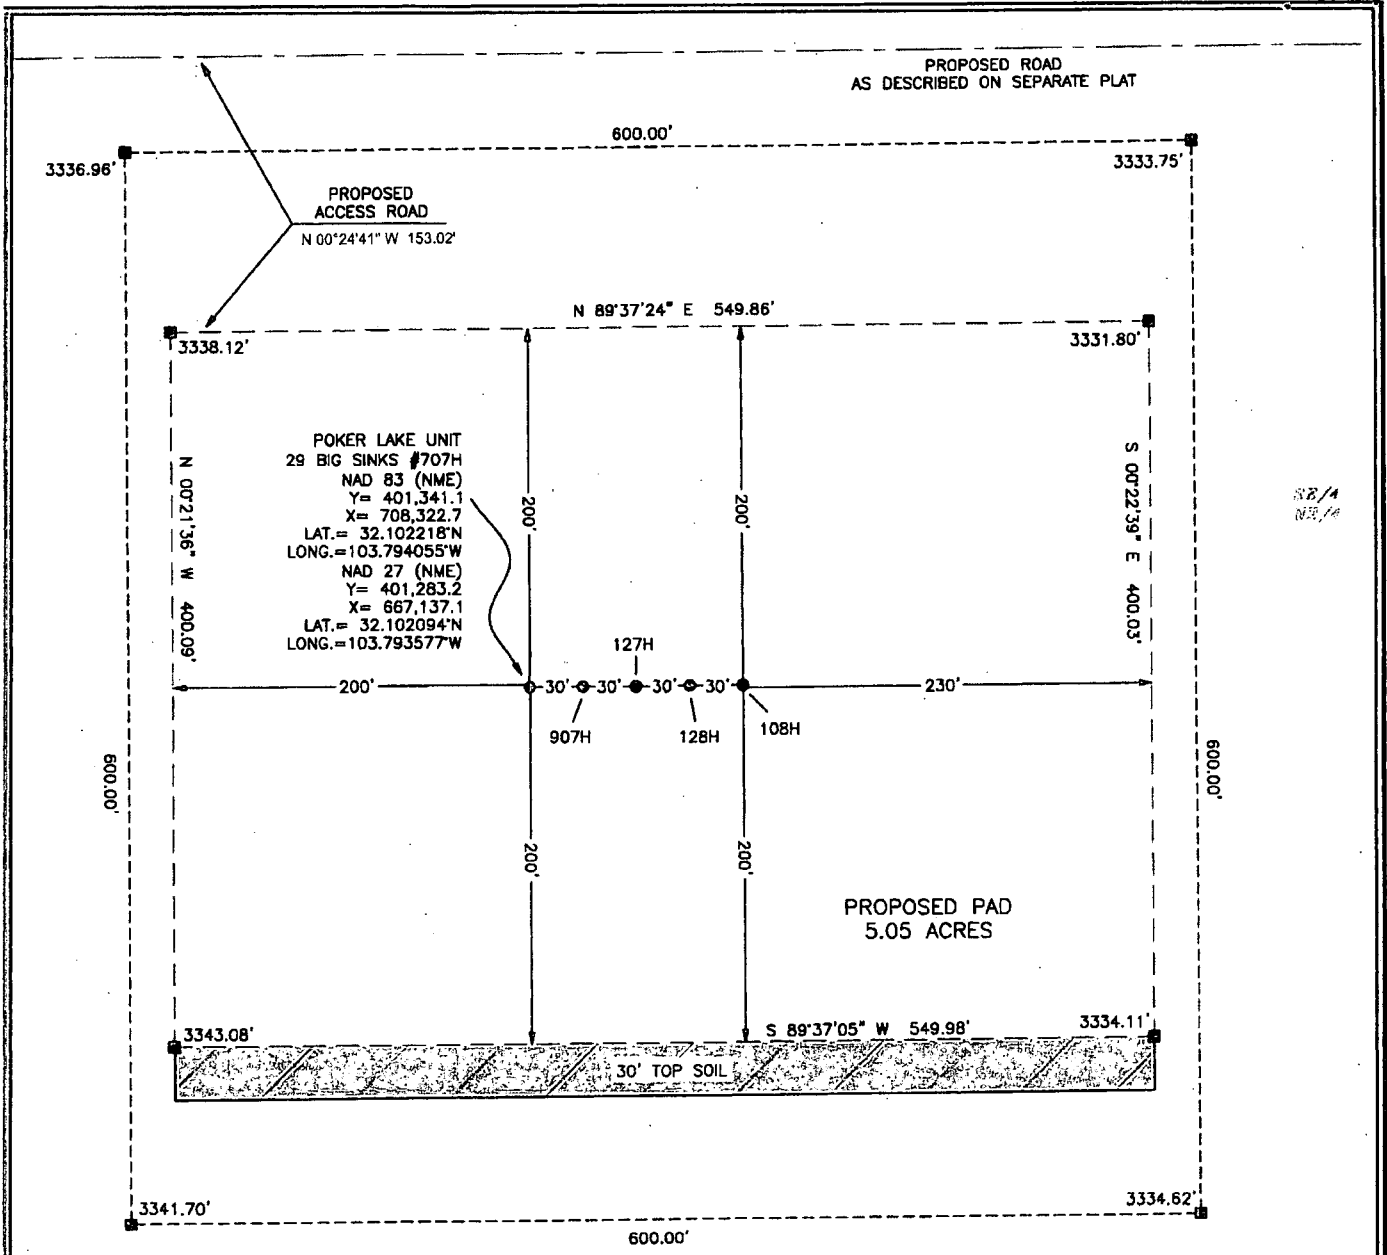 PROPOSED ROAD
AS DESCRIBED ON SEPARATE PLAT
600.00'
3336.96'
3333.75'
PROPOSED
ACCESS ROAD
N 00°24'41" W 153.02'
N 89°37'24" E 549.86'
3338.12'
3331.80'
POKER LAKE UNIT
29 BIG SINKS #707H
NAD 83 (NME)
Y= 401,341.1
X= 708,322.7
LAT.= 32.102218°N
LONG.=103.794055°W
NAD 27 (NME)
Y= 401,283.2
X= 667,137.1
LAT.= 32.102094°N
LONG.=103.793577°W
N 00°21'36" W 400.09'
200'
200'
S 00°22'39" E 400.03'
127H
200'
30'
30'
30'
30'
230'
907H
128H
108H
600.00'
600.00'
200'
200'
PROPOSED PAD
5.05 ACRES
3343.08'
S 89°37'05" W 549.98'
3334.11'
30' TOP SOIL
3341.70'
3334.62'
600.00'